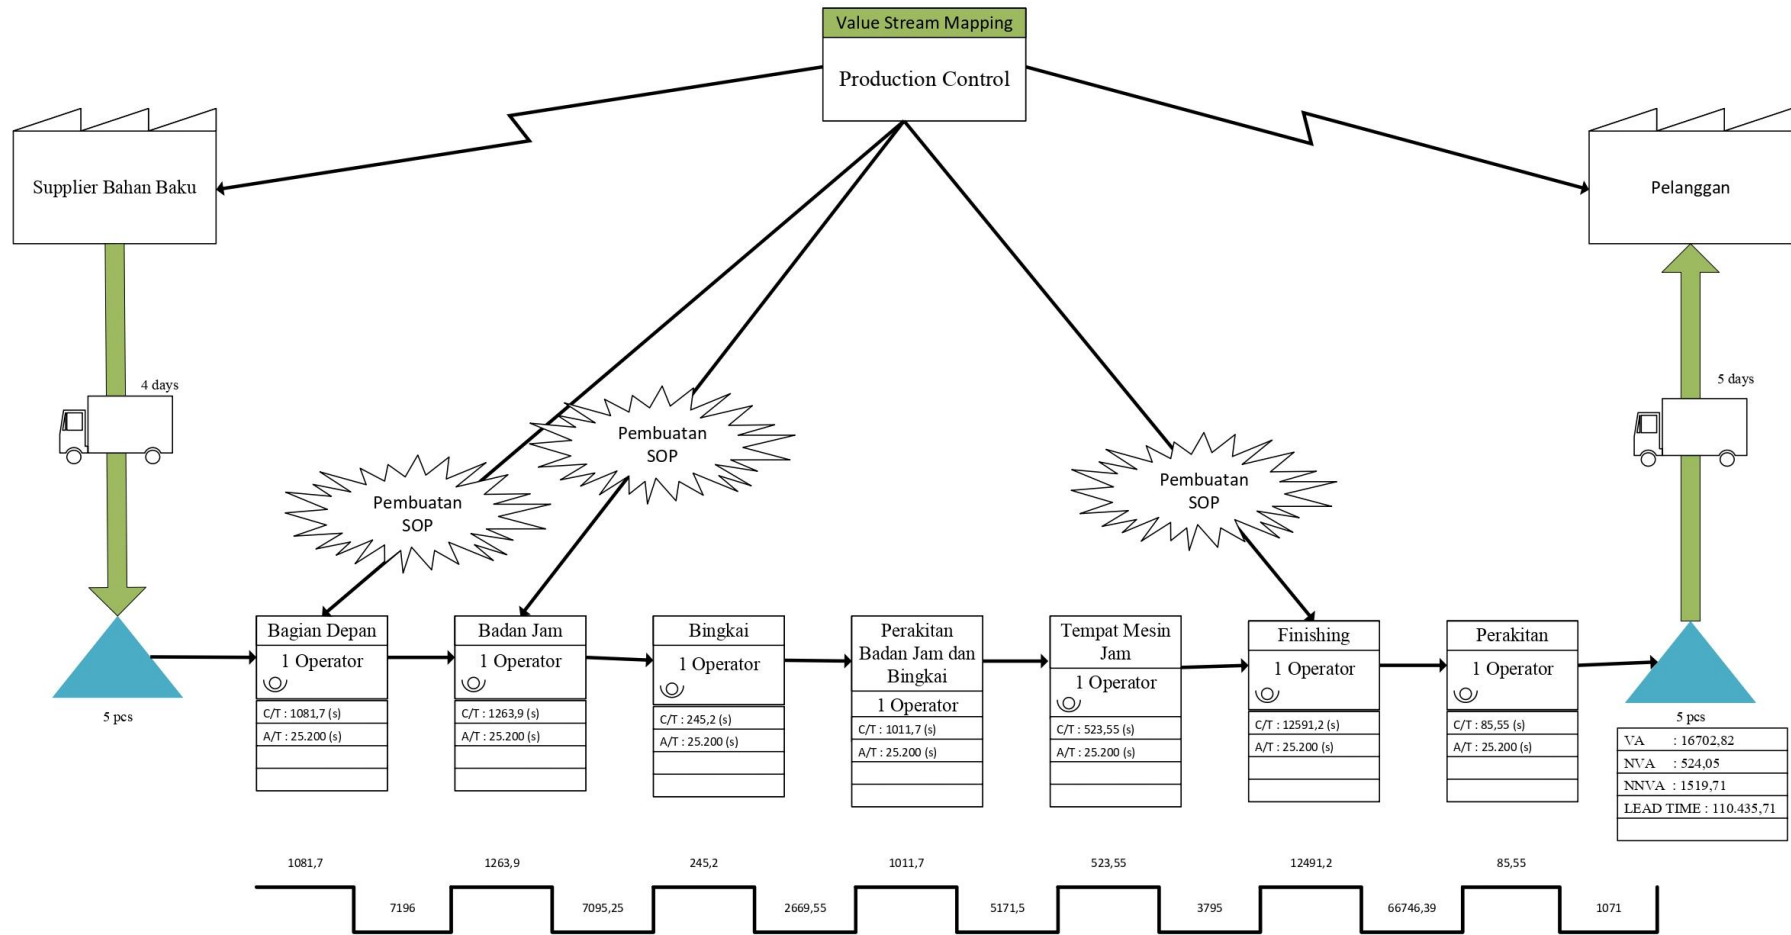 Value Stream Mapping
Production Control
Supplier Bahan Baku
Pelanggan
4 days
5 days
Pembuatan
SOP
Pembuatan
SOP
Pembuatan
SOP
5 pcs
Bagian Depan
1 Operator
C/T : 1081,7 (s)
A/T : 25.200 (s)
Badan Jam
1 Operator
C/T : 1263,9 (s)
A/T : 25.200 (s)
Bingkai
1 Operator
C/T : 245,2 (s)
A/T : 25.200 (s)
Perakitan
Badan Jam dan
Bingkai
1 Operator
C/T : 1011,7 (s)
A/T : 25.200 (s)
Tempat Mesin
Jam
1 Operator
C/T : 523,55 (s)
A/T : 25.200 (s)
Finishing
1 Operator
C/T : 12591,2 (s)
A/T : 25.200 (s)
Perakitan
1 Operator
C/T : 85,55 (s)
A/T : 25.200 (s)
5 pcs
VA : 16702,82
NVA : 524,05
NNVA : 1519,71
LEAD TIME : 110.435,71
1081,7
7196
1263,9
7095,25
245,2
2669,55
1011,7
5171,5
523,55
3795
12491,2
66746,39
85,55
1071